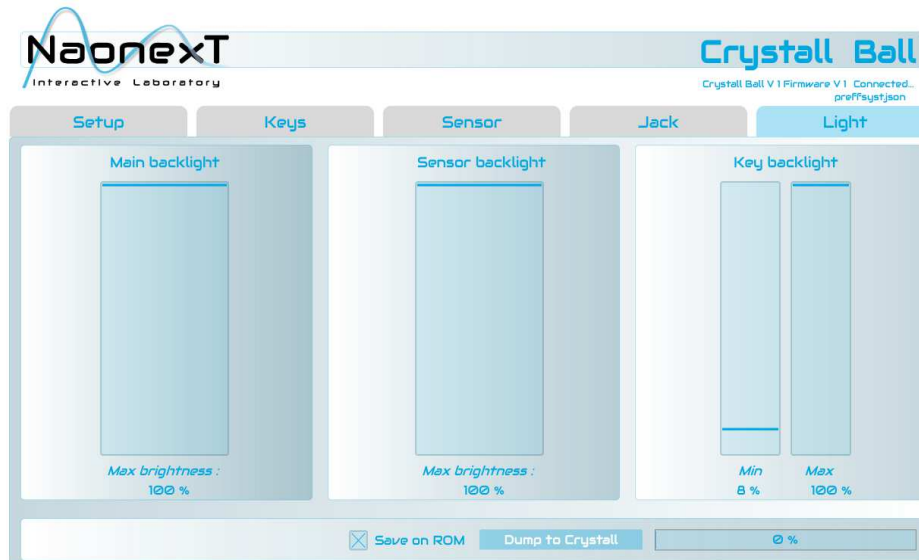 NaonexT
Interactive Laboratory
Crystall Ball
Crystall Ball V 1 Firmware V 1 Connected...
preffsyst.json
Setup Keys Sensor Jack Light
Main backlight Sensor backlight Key backlight
Max brightness : Max brightness : Min Max
100 % 100 % 8 % 100 %
Save on ROM Dump to Crystall 0 %